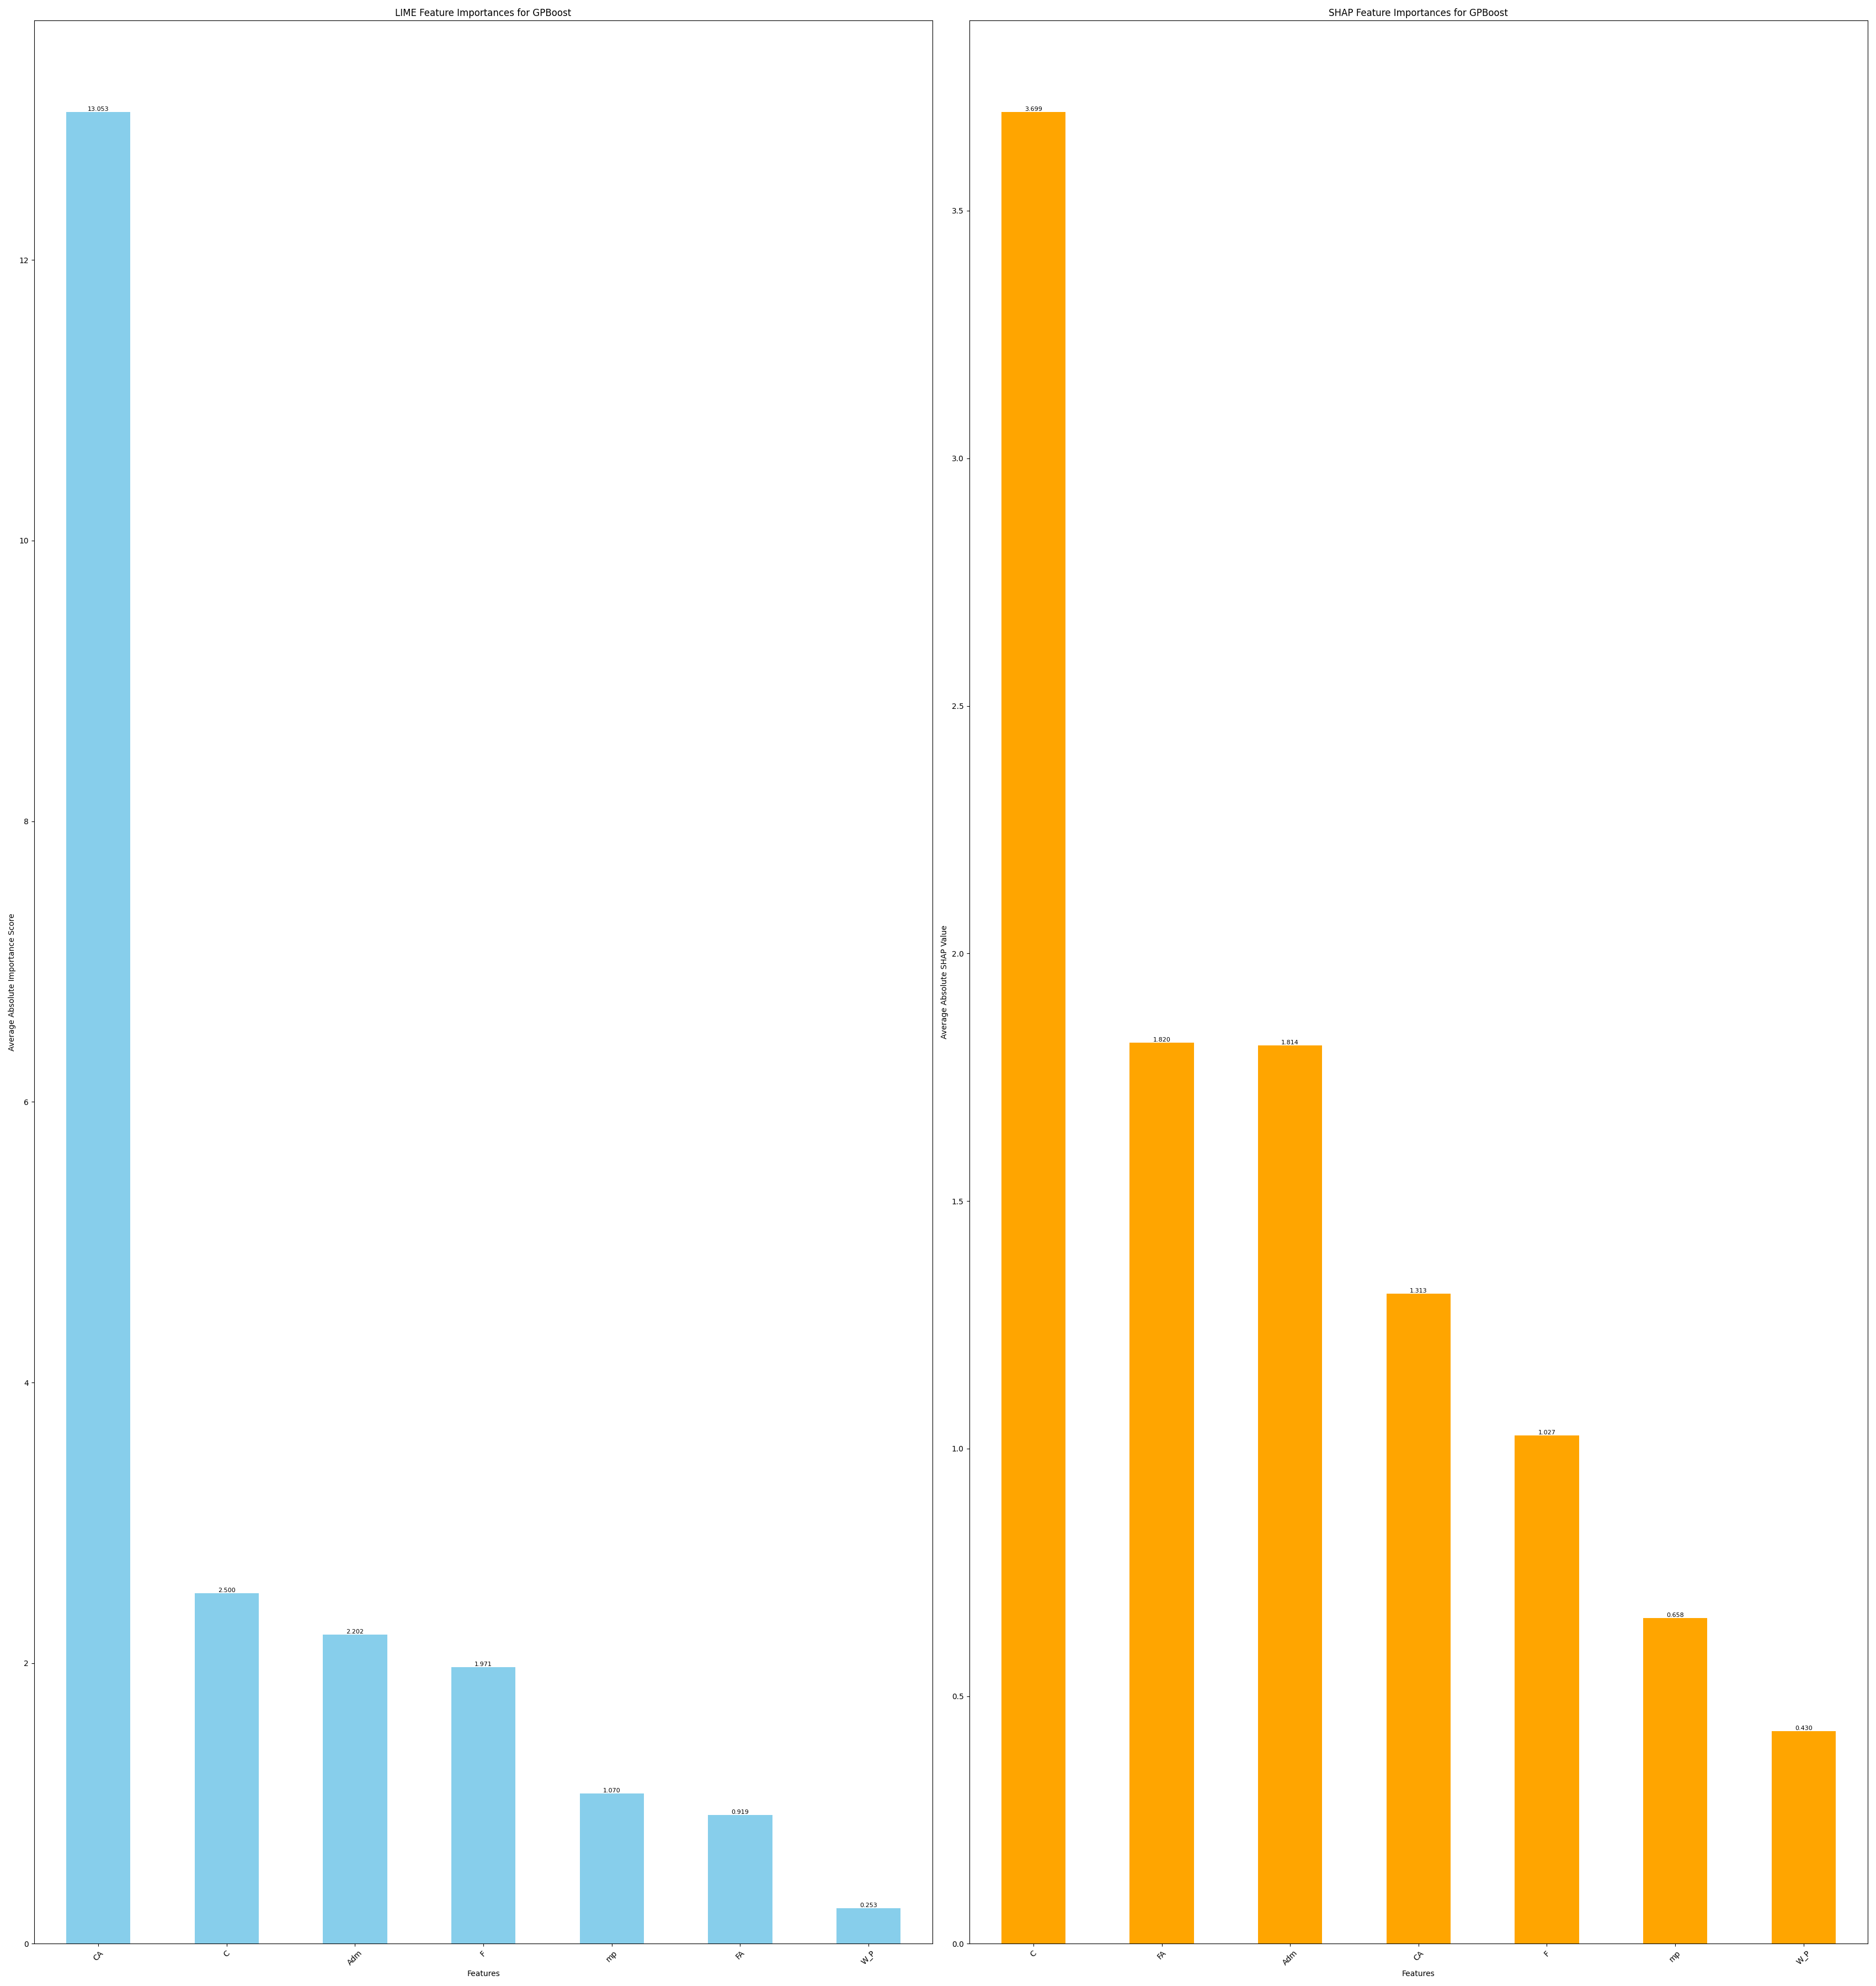 LIME Feature Importances for GPBoost
Average Absolute Importance Score
12
10
8
6
4
2
0
13.053
2.500
2.202
1.971
1.070
0.919
0.253
CA
C
Adm
F
mp
FA
W_P
Features
SHAP Feature Importances for GPBoost
Average Absolute SHAP Value
3.5
3.0
2.5
2.0
1.5
1.0
0.5
0.0
3.699
1.820
1.814
1.313
1.027
0.658
0.430
C
FA
Adm
CA
F
mp
W_P
Features